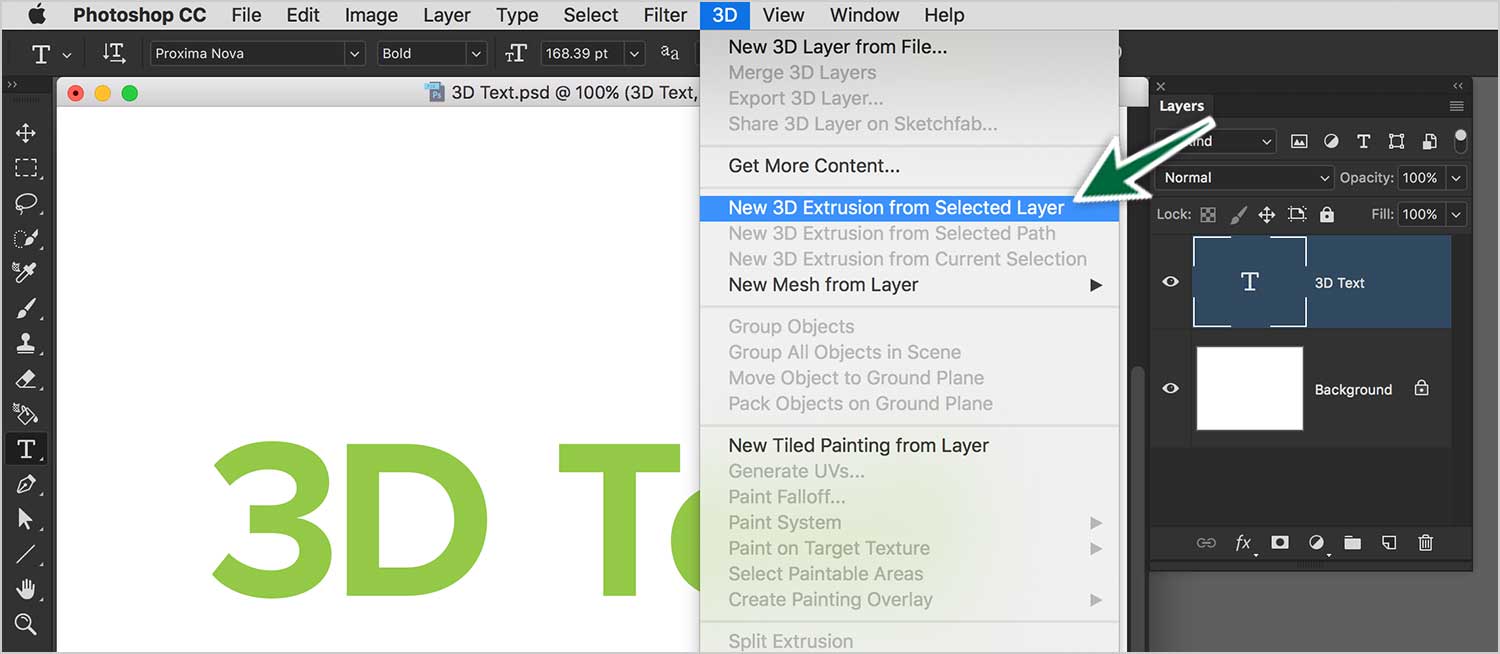 Photoshop CC File Edit Image Layer Type Select Filter 3D View Window Help
T Proxima Nova Bold TT 168.39 pt aa
3D Text.psd @ 100% (3D Text,
Ps
New 3D Layer from File...
Merge 3D Layers
Export 3D Layer...
Share 3D Layer on Sketchfab...
Get More Content...
New 3D Extrusion from Selected Layer
New 3D Extrusion from Selected Path
New 3D Extrusion from Current Selection
New Mesh from Layer
Group Objects
Group All Objects in Scene
Move Object to Ground Plane
Pack Objects on Ground Plane
New Tiled Painting from Layer
Generate UVs...
Paint Falloff...
Paint System
Paint on Target Texture
Select Paintable Areas
Create Painting Overlay
Split Extrusion
3D Te
Layers
ind
Normal Opacity: 100%
Lock: Fill: 100%
T 3D Text
Background
fx